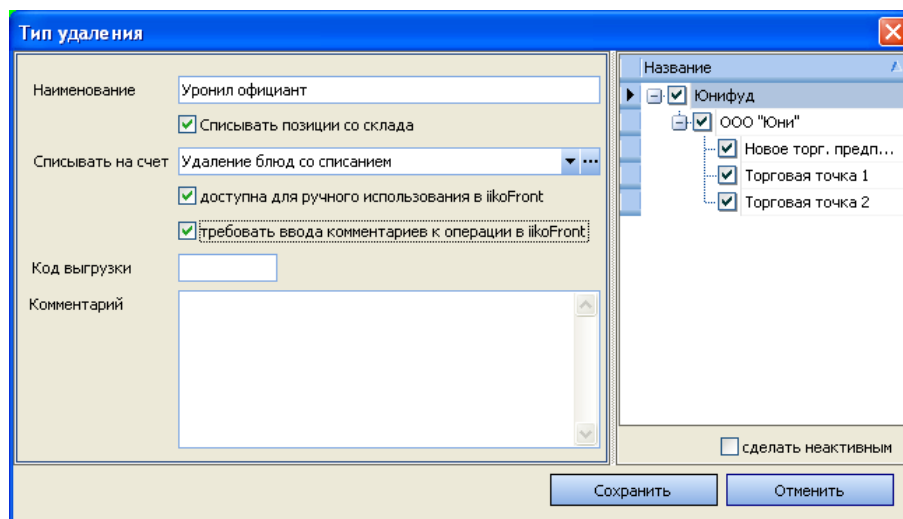 Тип удаления
Наименование
Уронил официант
Списывать позиции со склада
Списывать на счет
Удаление блюд со списанием
доступна для ручного использования в iikoFront
требовать ввода комментариев к операции в iikoFront
Код выгрузки
Комментарий
Название
Юнифуд
ООО "Юни"
Новое торг. предп...
Торговая точка 1
Торговая точка 2
сделать неактивным
Сохранить
Отменить